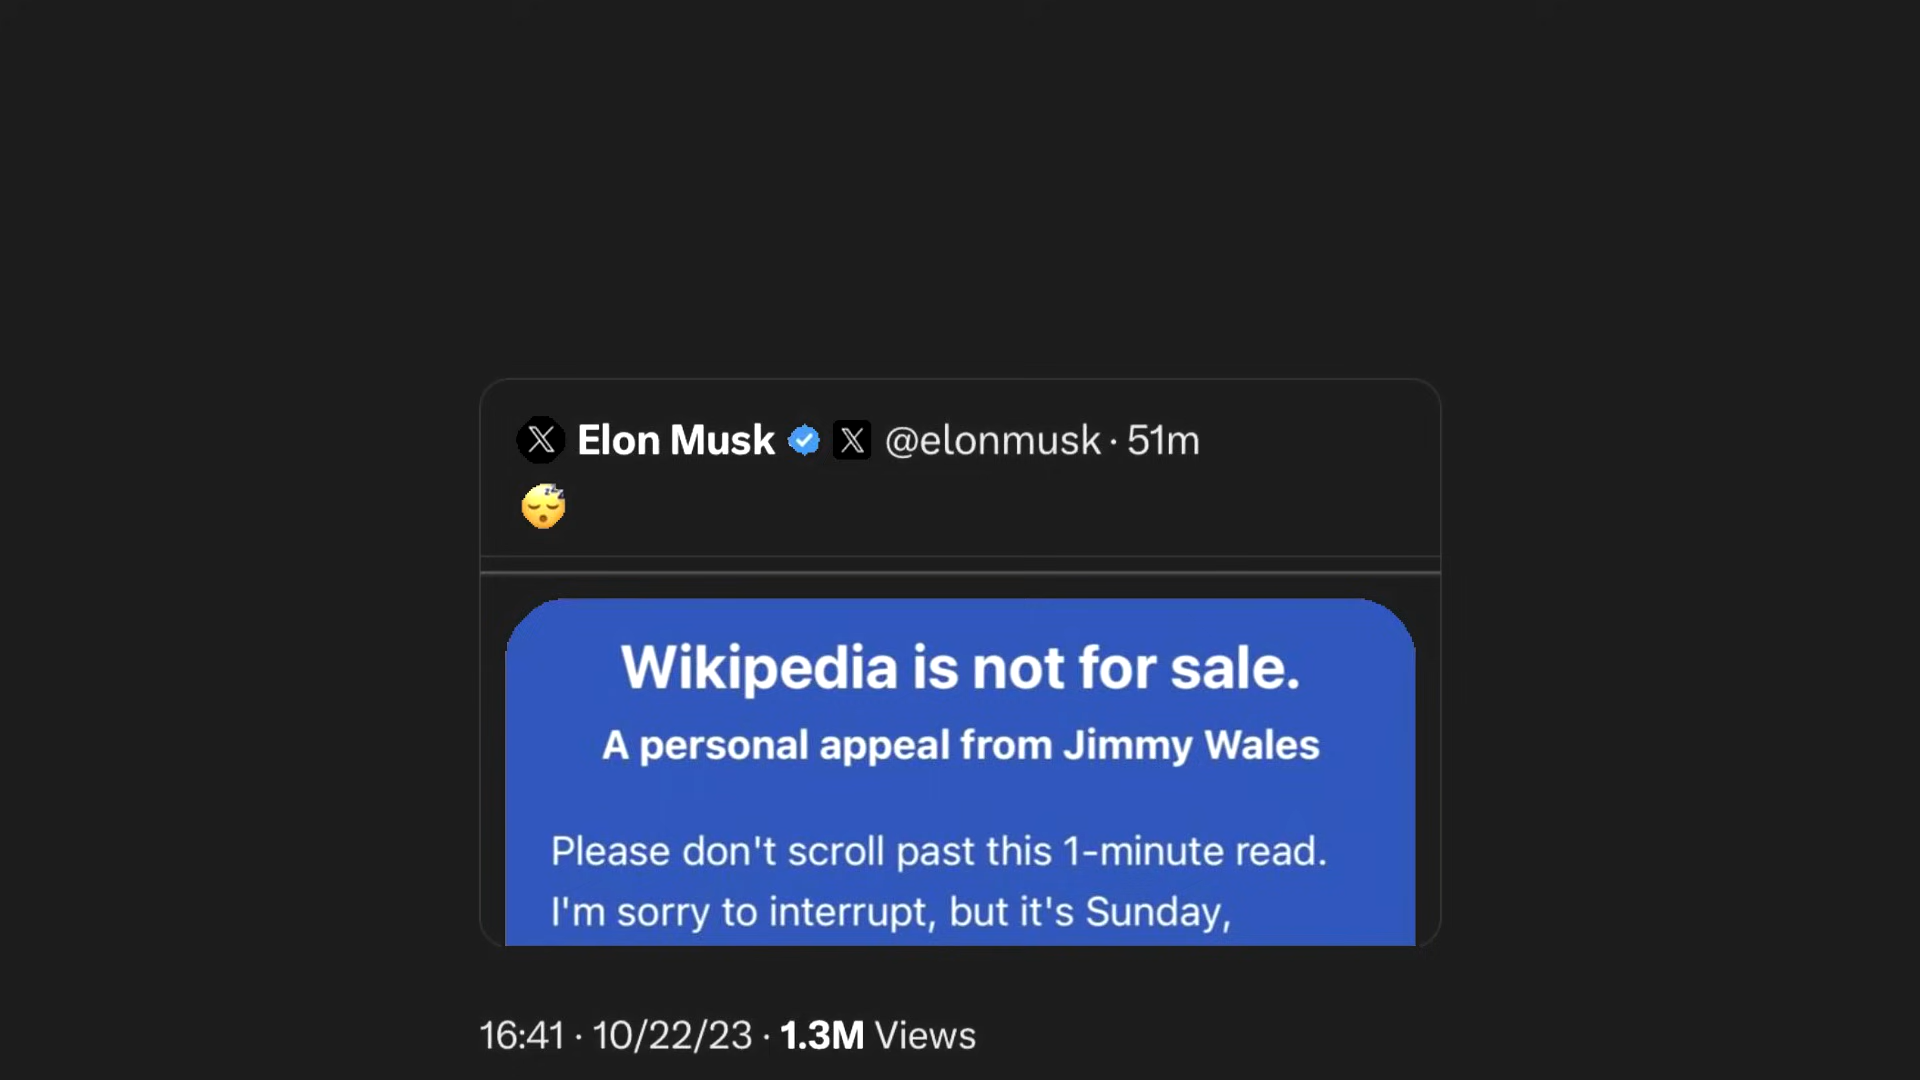 Elon Musk @elonmusk · 51m
😴
Wikipedia is not for sale.
A personal appeal from Jimmy Wales
Please don't scroll past this 1-minute read.
I'm sorry to interrupt, but it's Sunday,
16:41 · 10/22/23 · 1.3M Views